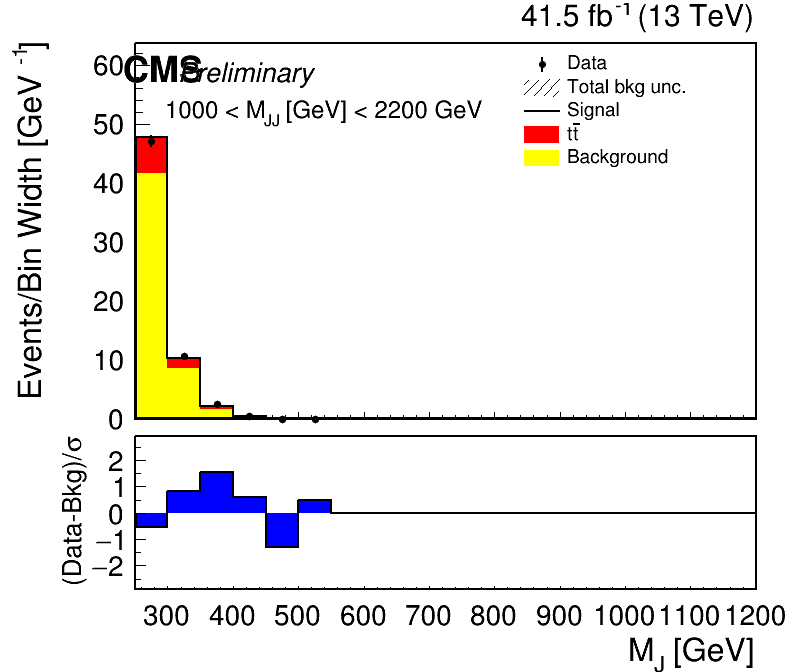 41.5 fb⁻¹ (13 TeV)
CMS Preliminary
1000 < M_JJ [GeV] < 2200 GeV
Data
Total bkg unc.
Signal
tt̄
Background
Events/Bin Width [GeV⁻¹]
60
50
40
30
20
10
0
(Data-Bkg)/σ
2
1
0
−1
−2
300 400 500 600 700 800 900 1000 1100 1200
M_J [GeV]